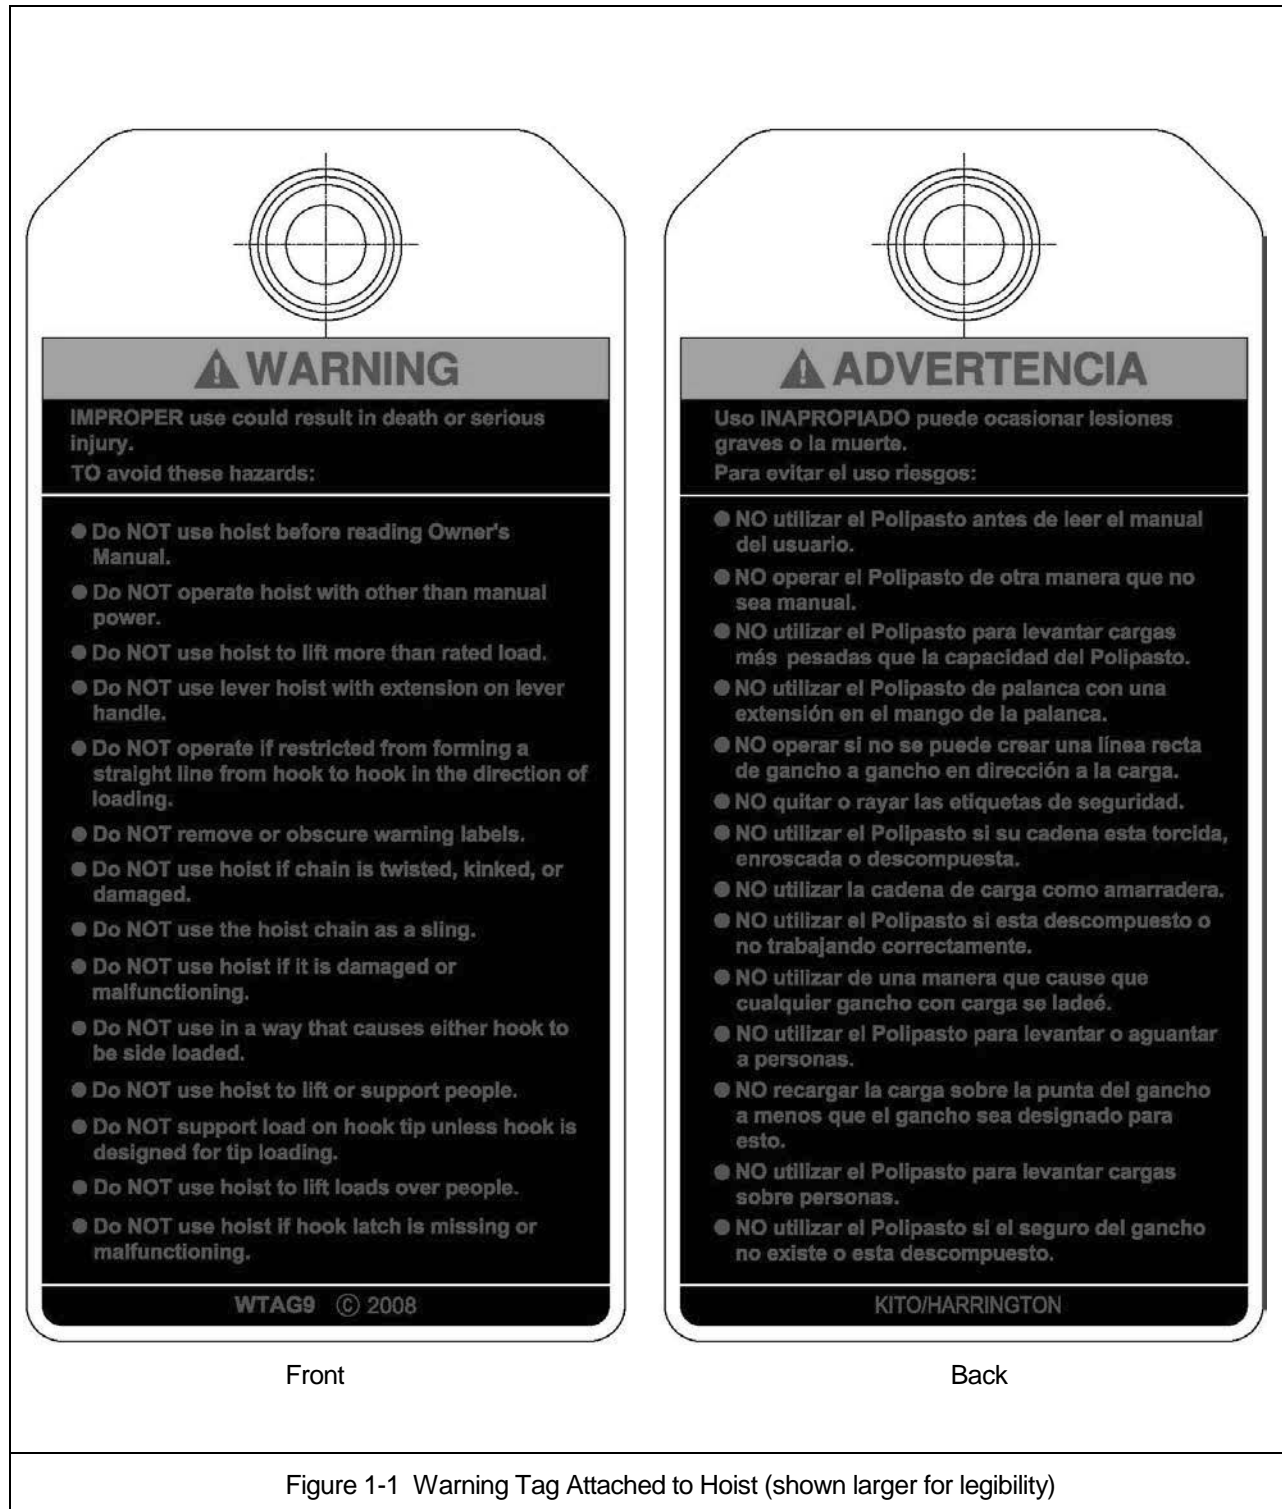 WARNING
IMPROPER use could result in death or serious
injury.
TO avoid these hazards:
● Do NOT use hoist before reading Owner's
Manual.
● Do NOT operate hoist with other than manual
power.
● Do NOT use hoist to lift more than rated load.
● Do NOT use lever hoist with extension on lever
handle.
● Do NOT operate if restricted from forming a
straight line from hook to hook in the direction of
loading.
● Do NOT remove or obscure warning labels.
● Do NOT use hoist if chain is twisted, kinked, or
damaged.
● Do NOT use the hoist chain as a sling.
● Do NOT use hoist if it is damaged or
malfunctioning.
● Do NOT use in a way that causes either hook to
be side loaded.
● Do NOT use hoist to lift or support people.
● Do NOT support load on hook tip unless hook is
designed for tip loading.
● Do NOT use hoist to lift loads over people.
● Do NOT use hoist if hook latch is missing or
malfunctioning.
WTAG9 © 2008
Front
ADVERTENCIA
Uso INAPROPIADO puede ocasionar lesiones
graves o la muerte.
Para evitar el uso riesgos:
● NO utilizar el Polipasto antes de leer el manual
del usuario.
● NO operar el Polipasto de otra manera que no
sea manual.
● NO utilizar el Polipasto para levantar cargas
más pesadas que la capacidad del Polipasto.
● NO utilizar el Polipasto de palanca con una
extensión en el mango de la palanca.
● NO operar si no se puede crear una línea recta
de gancho a gancho en dirección a la carga.
● NO quitar o rayar las etiquetas de seguridad.
● NO utilizar el Polipasto si su cadena esta torcida,
enroscada o descompuesta.
● NO utilizar la cadena de carga como amarradera.
● NO utilizar el Polipasto si esta descompuesto o
no trabajando correctamente.
● NO utilizar de una manera que cause que
cualquier gancho con carga se ladeé.
● NO utilizar el Polipasto para levantar o aguantar
a personas.
● NO recargar la carga sobre la punta del gancho
a menos que el gancho sea designado para
esto.
● NO utilizar el Polipasto para levantar cargas
sobre personas.
● NO utilizar el Polipasto si el seguro del gancho
no existe o esta descompuesto.
KITO/HARRINGTON
Back
Figure 1-1 Warning Tag Attached to Hoist (shown larger for legibility)